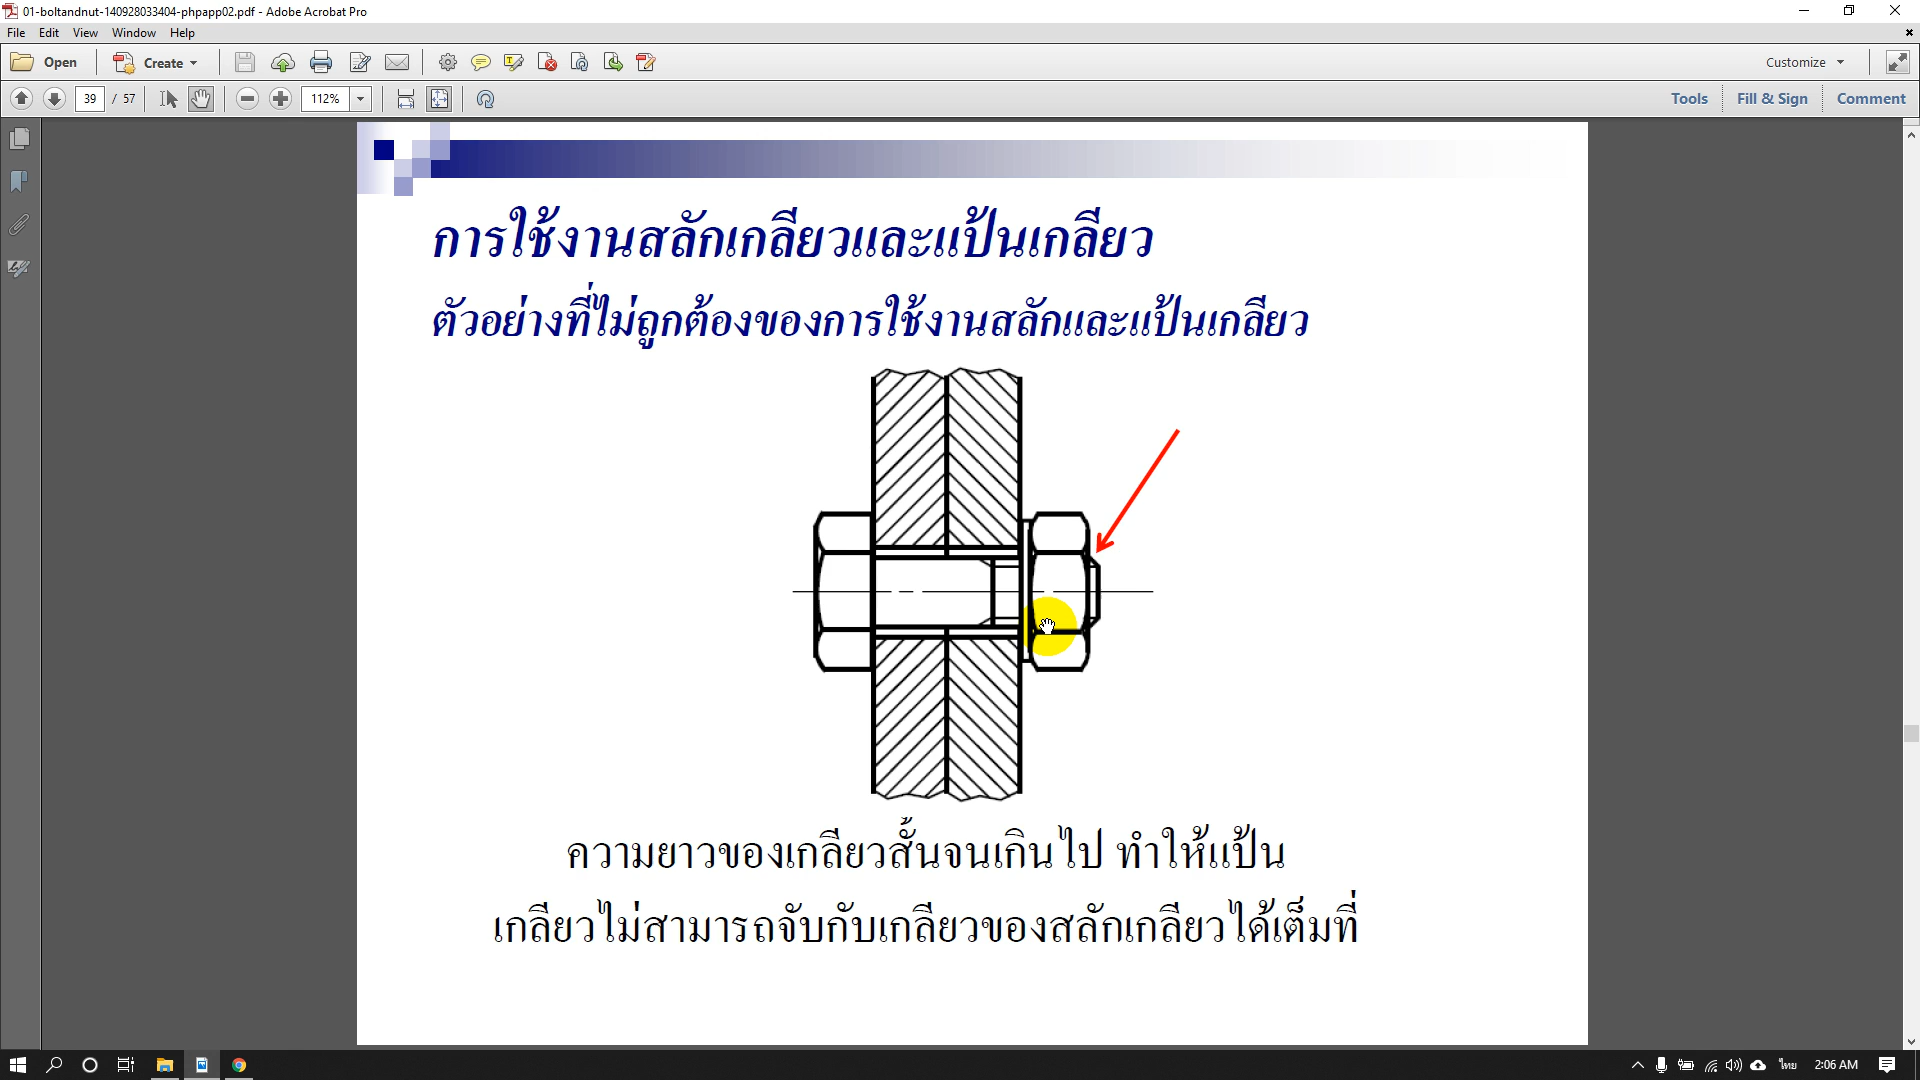 01-boltandnut-140928033404-phpapp02.pdf - Adobe Acrobat Pro
File Edit View Window Help
Open Create Customize
39 / 57 112% Tools Fill & Sign Comment
การใช้งานสลักเกลียวและแป้นเกลียว
ตัวอย่างที่ไม่ถูกต้องของการใช้งานสลักและแป้นเกลียว
ความยาวของเกลียวสั้นจนเกินไป ทำให้แป้น
เกลียวไม่สามารถจับกับเกลียวของสลักเกลียวได้เต็มที่
ไทย 2:06 AM